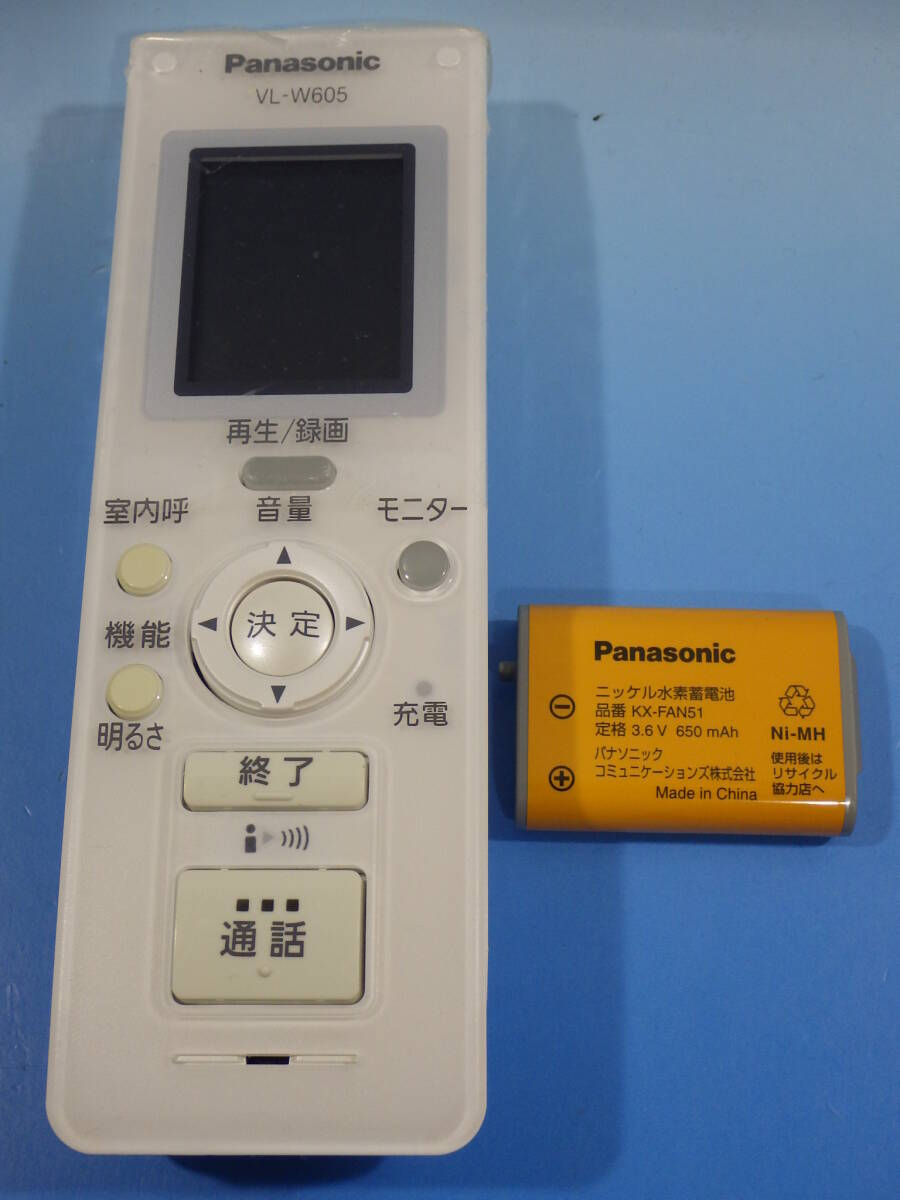 Panasonic
VL-W605
再生/録画
室内呼
音量
モニター
決定
機能
明るさ
充電
終了
通話
Panasonic
ニッケル水素蓄電池
品番 KX-FAN51
定格 3.6 V 650 mAh
パナソニック
コミュニケーションズ株式会社
Made in China
Ni-MH
使用後は
リサイクル
協力店へ